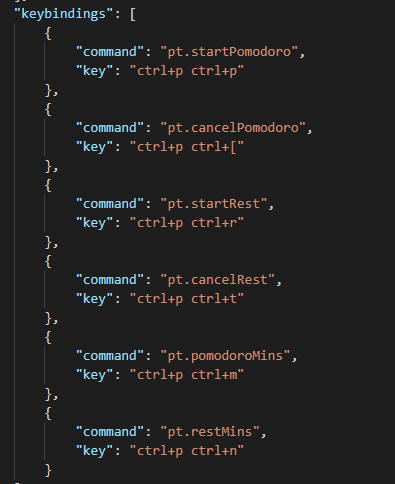 "keybindings": [
{
"command": "pt.startPomodoro",
"key": "ctrl+p ctrl+p"
},
{
"command": "pt.cancelPomodoro",
"key": "ctrl+p ctrl+["
},
{
"command": "pt.startRest",
"key": "ctrl+p ctrl+r"
},
{
"command": "pt.cancelRest",
"key": "ctrl+p ctrl+t"
},
{
"command": "pt.pomodoroMins",
"key": "ctrl+p ctrl+m"
},
{
"command": "pt.restMins",
"key": "ctrl+p ctrl+n"
}